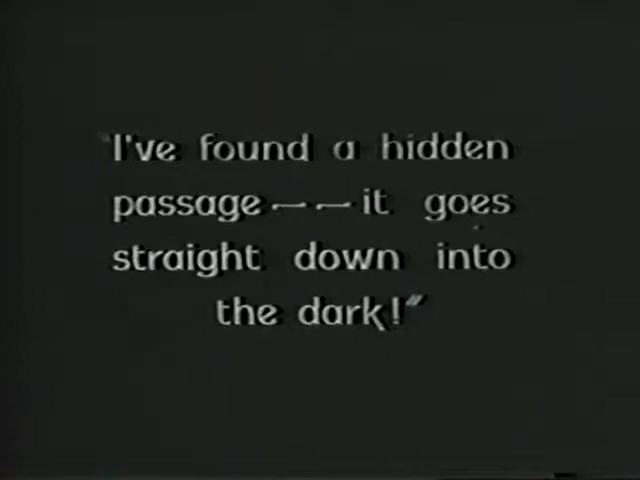 "I've found a hidden
passage — — it goes
straight down into
the dark!"